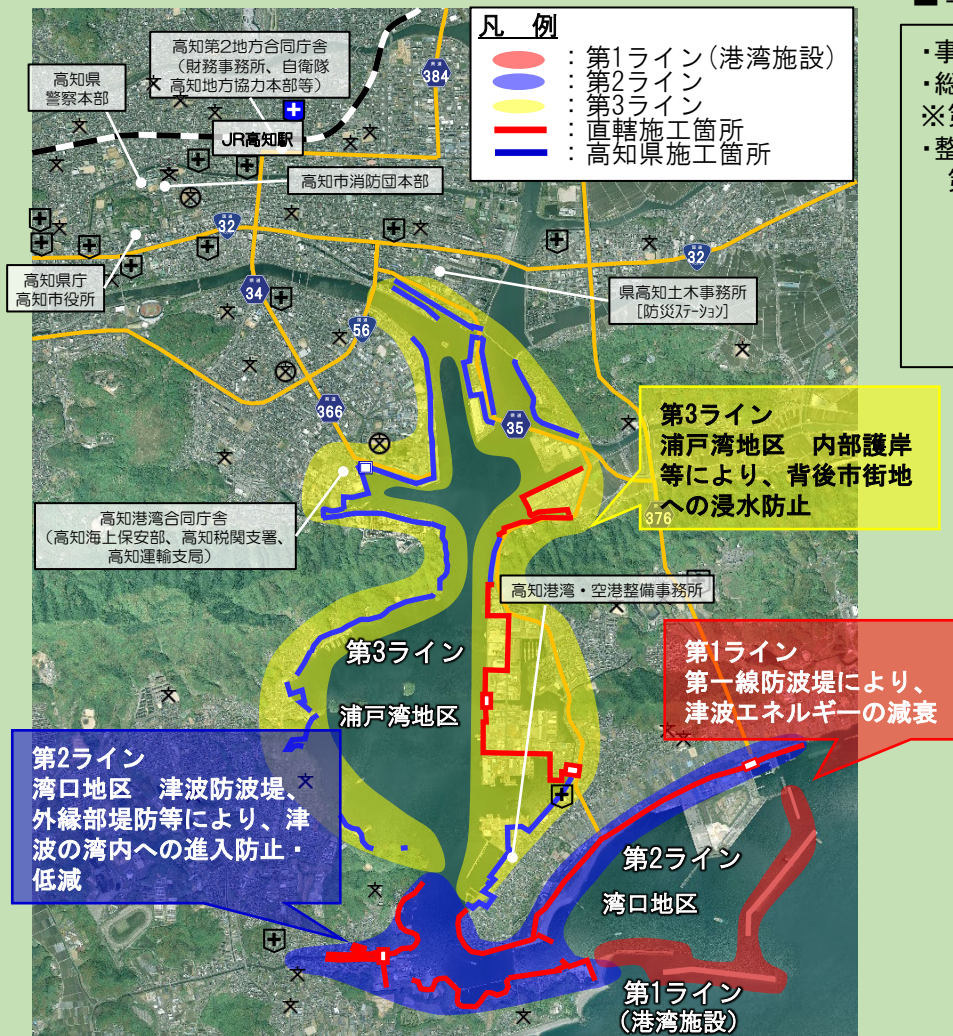 凡　例
：第1ライン(港湾施設)
：第2ライン
：第3ライン
：直轄施工箇所
：高知県施工箇所
高知第2地方合同庁舎
（財務事務所、自衛隊
高知地方協力本部等）
高知県
警察本部
JR高知駅
384
高知市消防団本部
32
32
高知県庁
高知市役所
34
56
県高知土木事務所
[防災ステーション]
366
35
第3ライン
浦戸湾地区　内部護岸
等により、背後市街地
への浸水防止
376
高知港湾合同庁舎
（高知海上保安部、高知税関支署、
高知運輸支局）
高知港湾・空港整備事務所
第3ライン
浦戸湾地区
第1ライン
第一線防波堤により、
津波エネルギーの減衰
第2ライン
湾口地区　津波防波堤、
外縁部堤防等により、津
波の湾内への進入防止・
低減
第2ライン
湾口地区
第1ライン
（港湾施設）
・事
・総
※第
・整
第